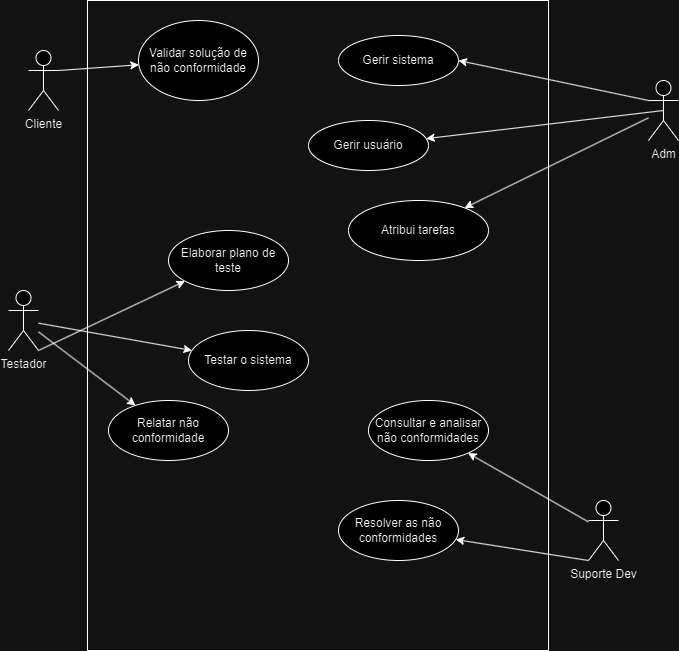 Validar solução de
não conformidade
Gerir sistema
Cliente
Gerir usuário
Adm
Atribui tarefas
Elaborar plano de
teste
Testador
Testar o sistema
Relatar não
conformidade
Consultar e analisar
não conformidades
Resolver as não
conformidades
Suporte Dev